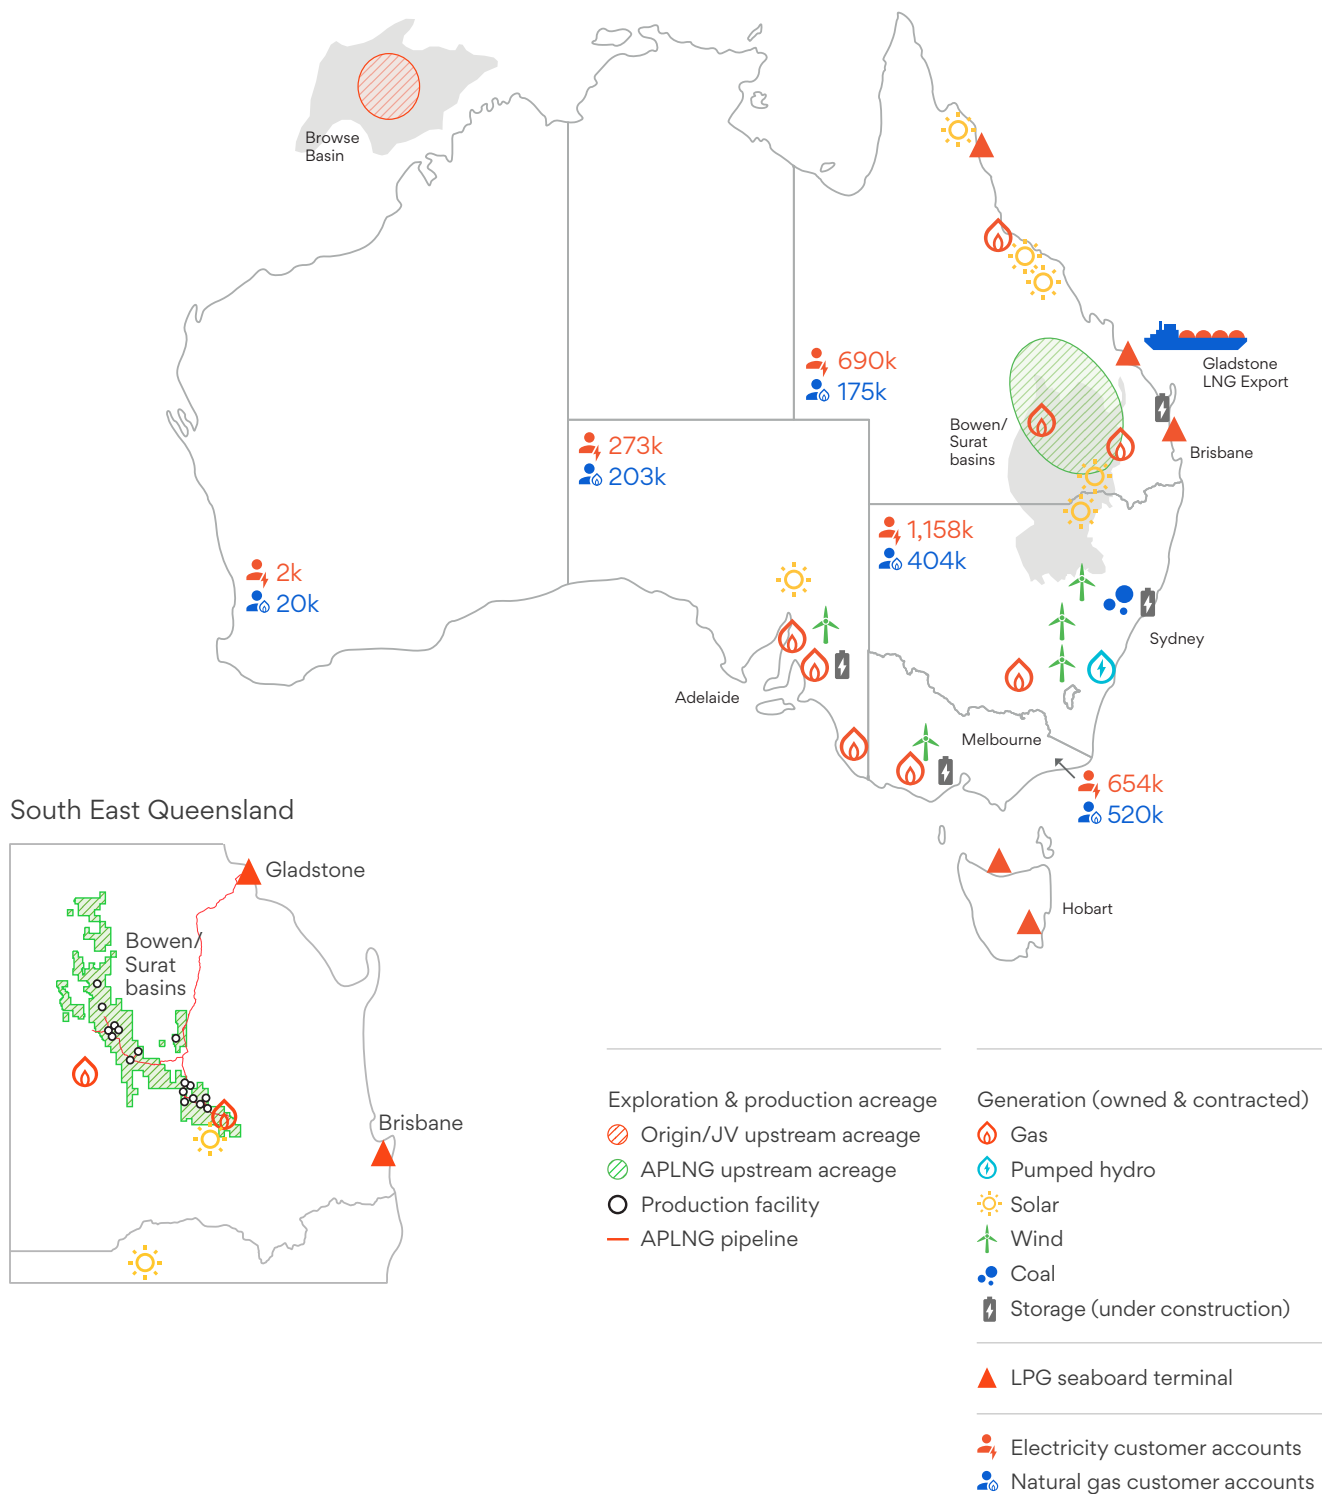 Browse
Basin
690k
175k
Gladstone
LNG Export
Bowen/
Surat
basins
Brisbane
273k
203k
1,158k
404k
2k
20k
Sydney
Adelaide
Melbourne
654k
520k
Hobart
South East Queensland
Gladstone
Bowen/
Surat
basins
Brisbane
Exploration & production acreage
Origin/JV upstream acreage
APLNG upstream acreage
Production facility
APLNG pipeline
Generation (owned & contracted)
Gas
Pumped hydro
Solar
Wind
Coal
Storage (under construction)
LPG seaboard terminal
Electricity customer accounts
Natural gas customer accounts